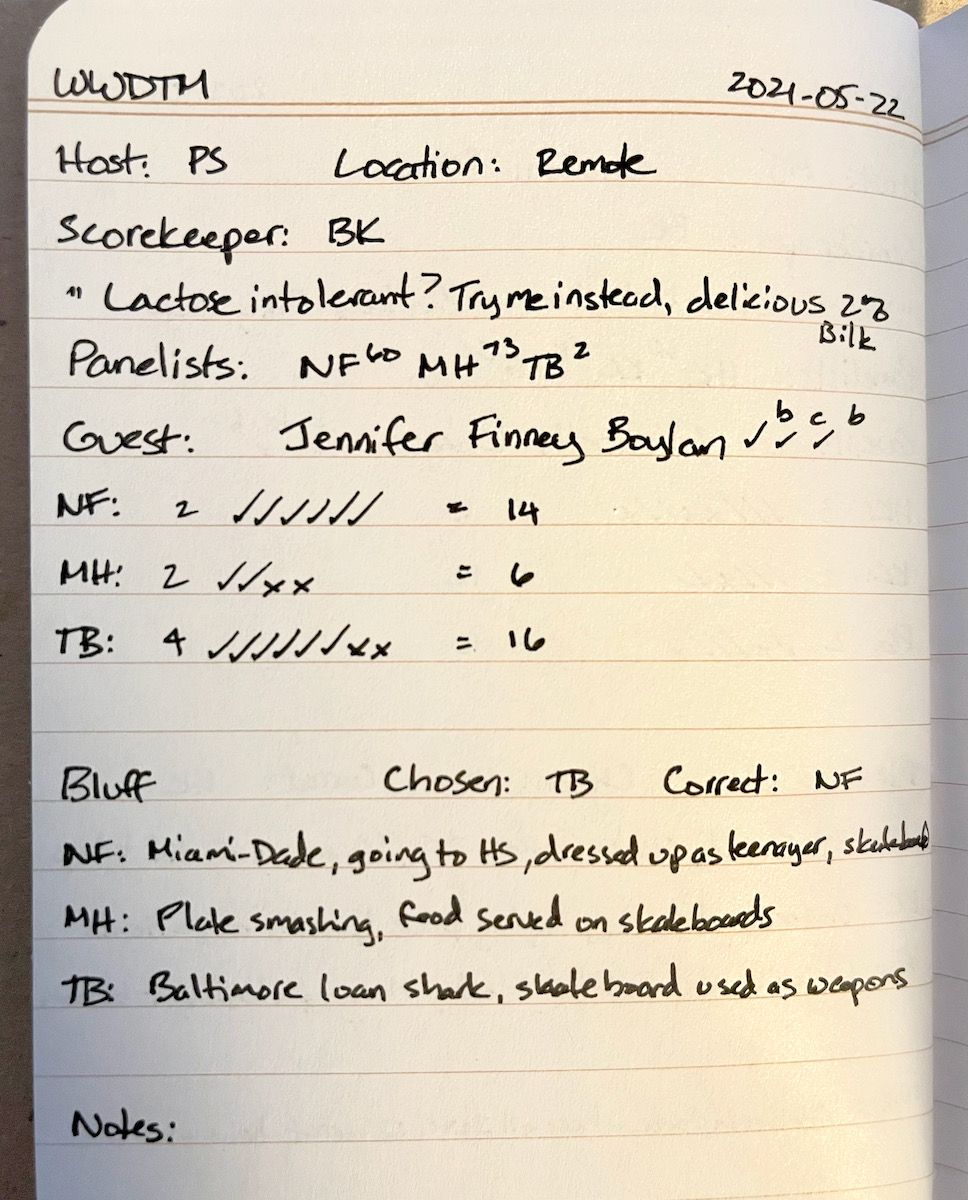 WWDTM 2021-05-22
Host: PS Location: Remote
Scorekeeper: BK
" Lactose intolerant? Try me instead, delicious 2%
Bilk
Panelists: NF 60 MH 73 TB 2
Guest: Jennifer Finney Boylan ✓ ✓b ✓c b
NF: 2 ✓✓✓✓✓✓ = 14
MH: 2 ✓✓xx = 6
TB: 4 ✓✓✓✓✓✓xx = 16
Bluff Chosen: TB Correct: NF
NF: Miami-Dade, going to HS, dressed up as teenager, skateboard
MH: Plate smashing, food served on skateboards
TB: Baltimore loan shark, skateboard used as weapons
Notes: